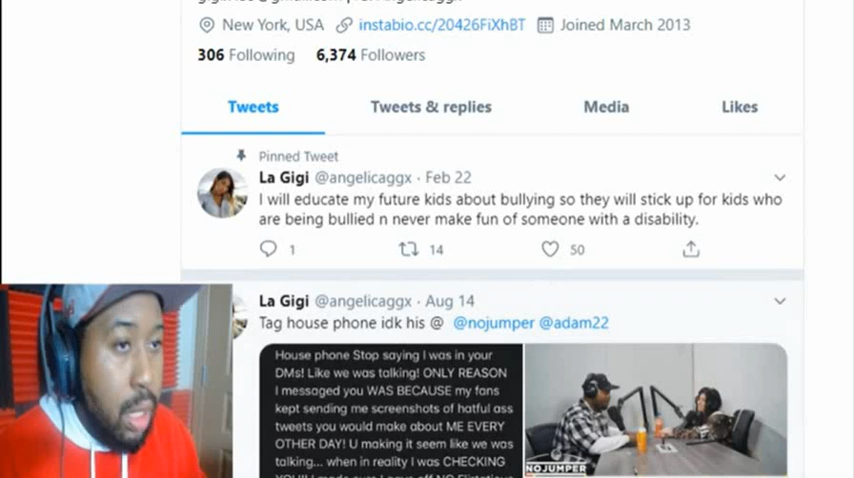 New York, USA instabio.cc/20426FiXhBT Joined March 2013
306 Following 6,374 Followers
Tweets Tweets & replies Media Likes
Pinned Tweet
La Gigi @angelicaggx · Feb 22
I will educate my future kids about bullying so they will stick up for kids who
are being bullied n never make fun of someone with a disability.
1 14 50
La Gigi @angelicaggx · Aug 14
Tag house phone idk his @ @nojumper @adam22
House phone Stop saying I was in your
DMs! Like we was talking! ONLY REASON
I messaged you WAS BECAUSE my fans
kept sending me screenshots of hatful ass
tweets you would make about ME EVERY
OTHER DAY! U making it seem like we was
talking... when in reality I was CHECKING
NOJUMPER